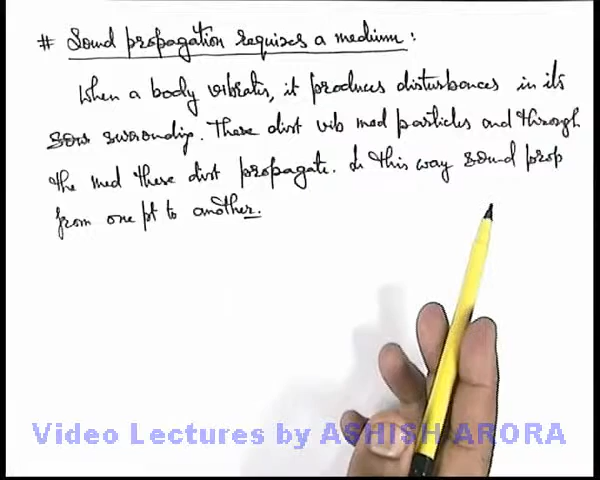 # Sound propagation requires a medium :
When a body vibrates, it produces disturbances in its
surrounding. These dist vib med particles and through
the med these dist propagate. In this way sound prop
from one pt to another.
Video Lectures by ASHISH ARORA